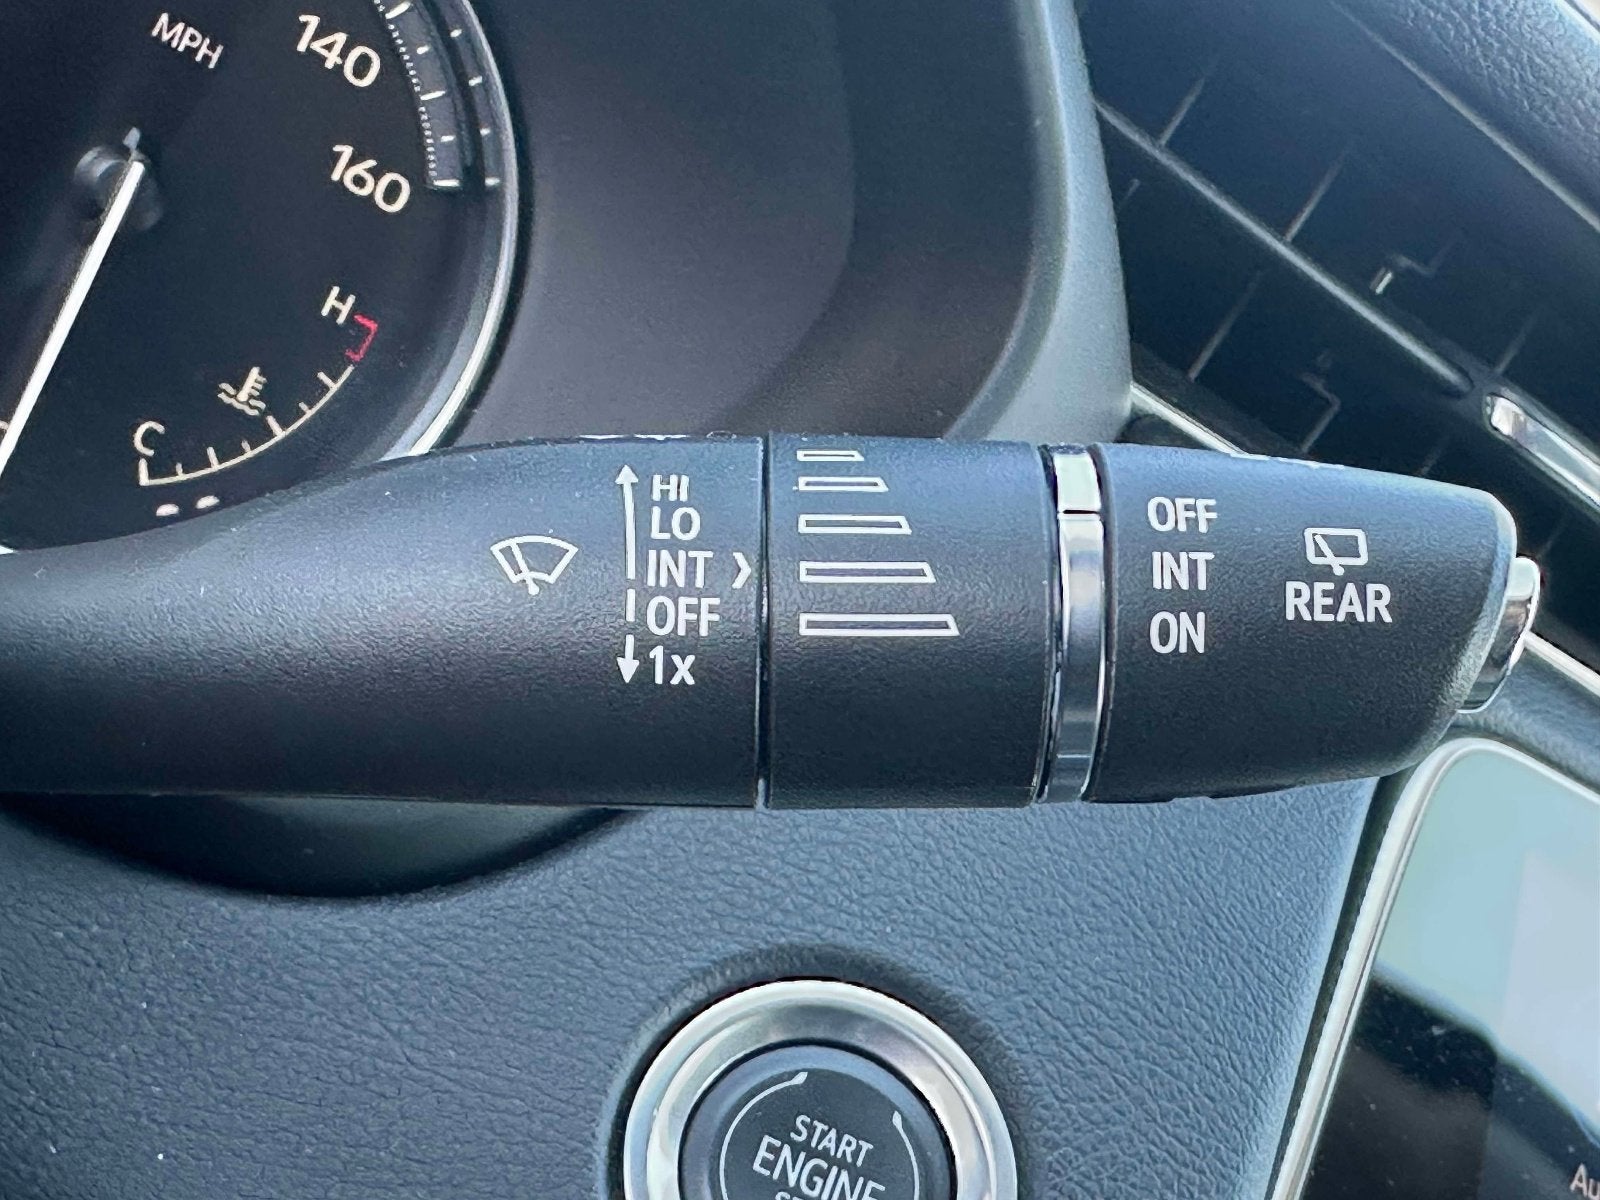 MPH
140
160
H
C
HI
LO
INT
OFF
1x
OFF
INT
ON
REAR
START
ENGINE